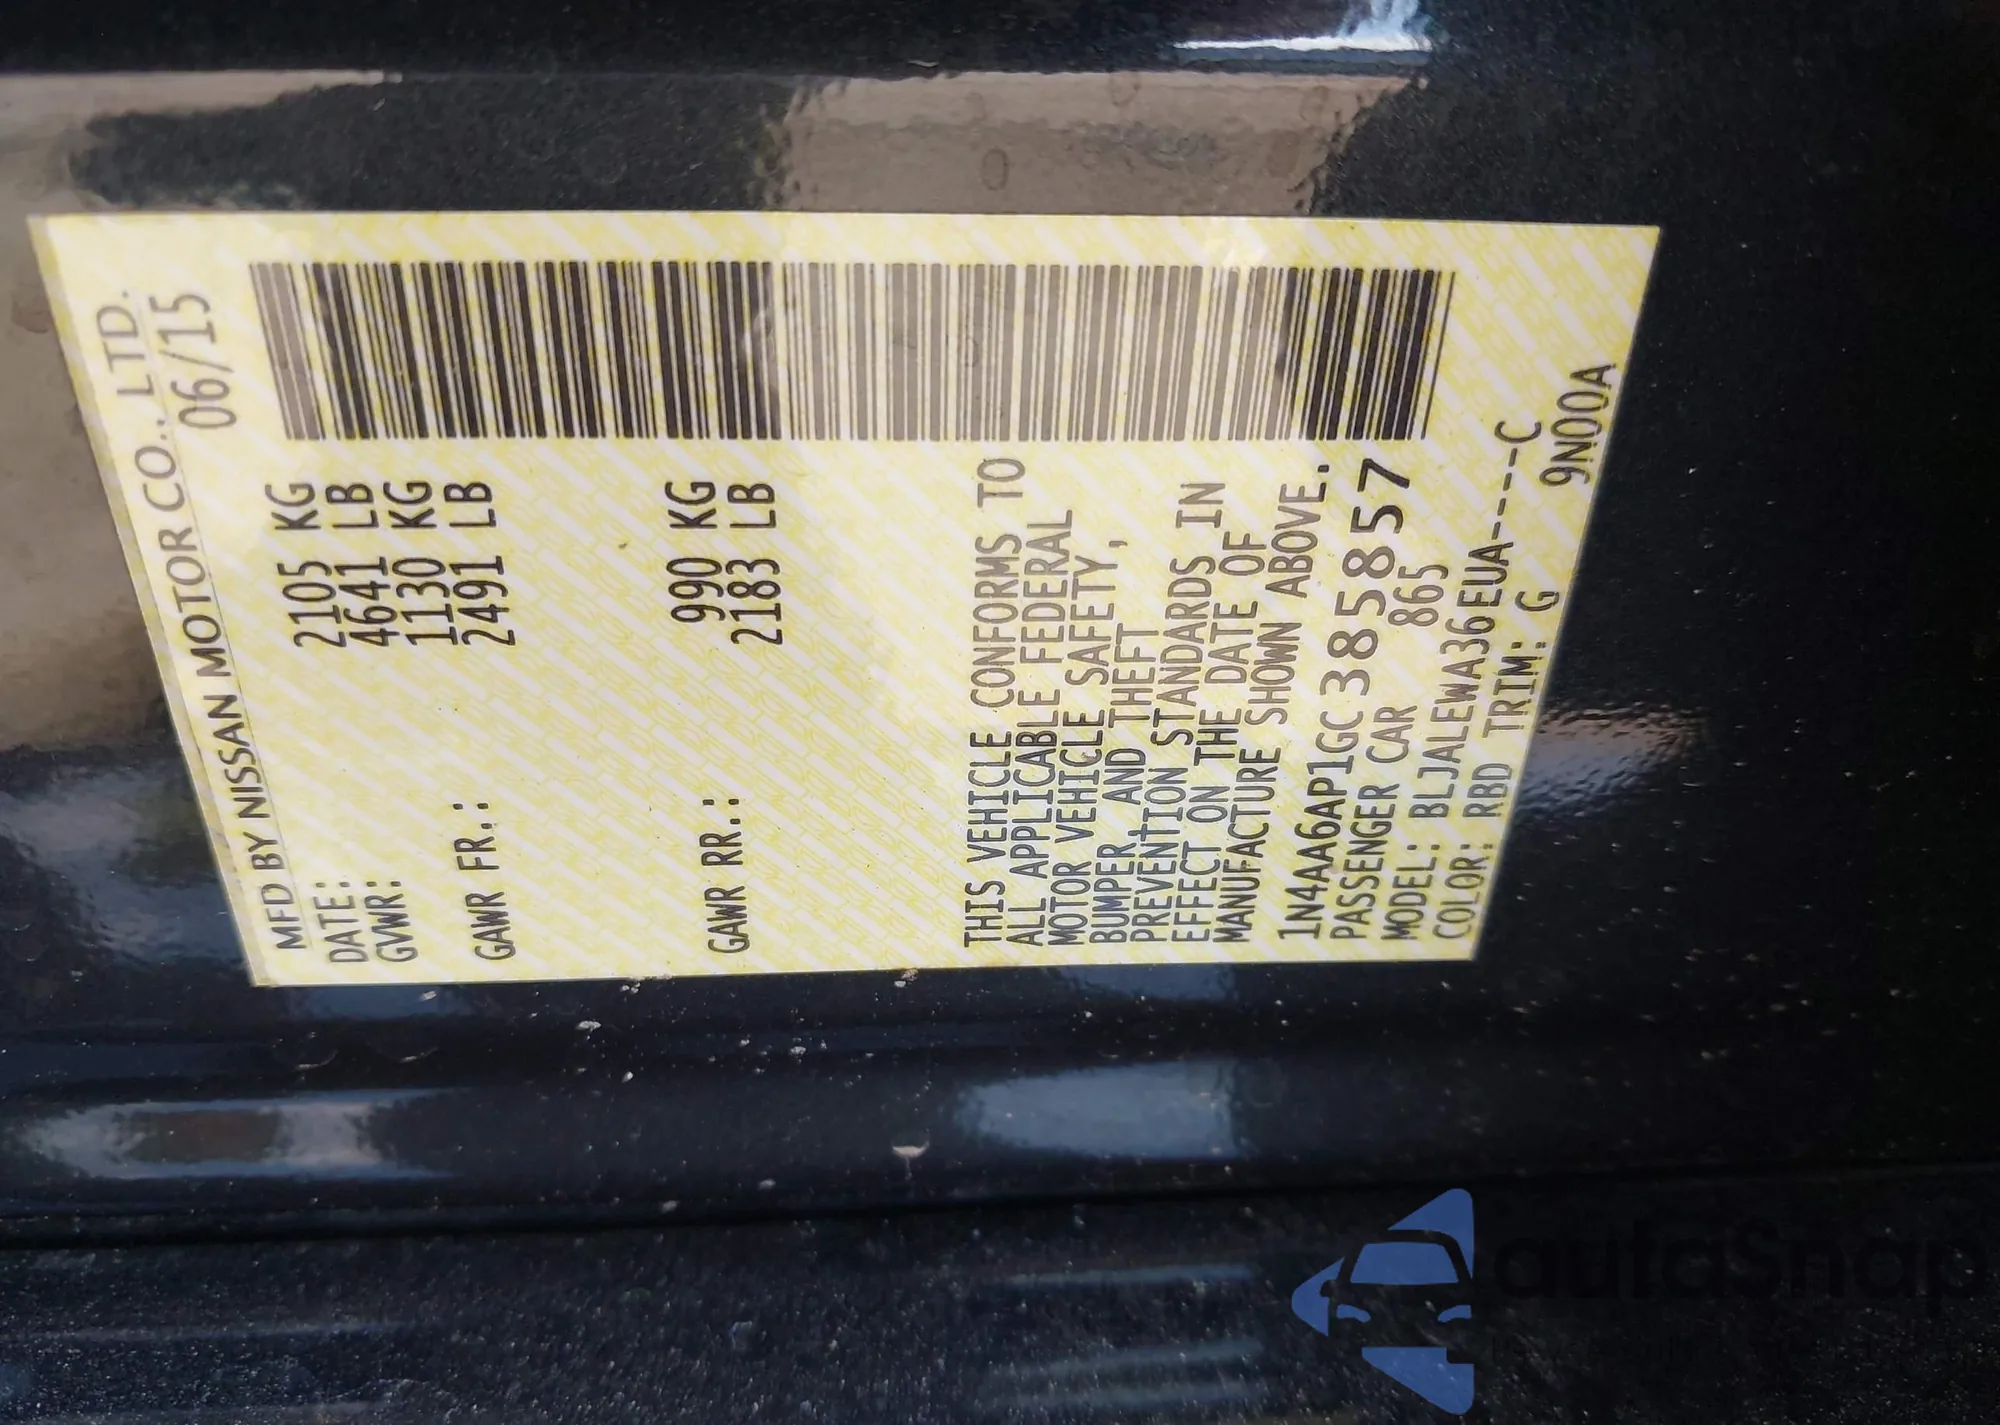 MFD BY NISSAN MOTOR CO., LTD.
DATE: 06/15
GVWR: 2105 KG
4641 LB
GAWR FR.: 1130 KG
2491 LB
GAWR RR.: 990 KG
2183 LB
THIS VEHICLE CONFORMS TO
ALL APPLICABLE FEDERAL
MOTOR VEHICLE SAFETY,
BUMPER, AND THEFT
PREVENTION STANDARDS IN
EFFECT ON THE DATE OF
MANUFACTURE SHOWN ABOVE.
1N4AA6AP1GC385857
PASSENGER CAR 865
MODEL: BLJALEWA36EUA----C
COLOR: RBD TRIM: G 9N00A
autaSnap